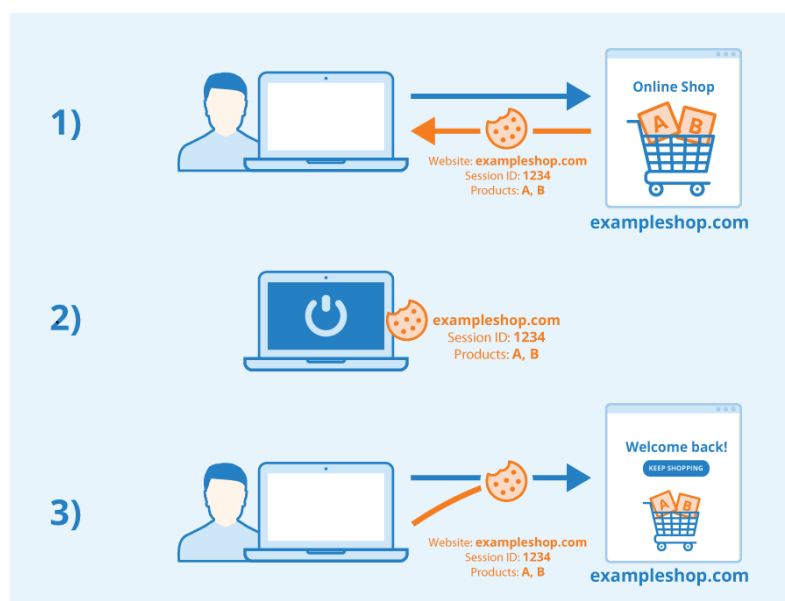 1)
Online Shop
A B
Website: exampleshop.com
Session ID: 1234
Products: A, B
exampleshop.com
2)
exampleshop.com
Session ID: 1234
Products: A, B
3)
Welcome back!
KEEP SHOPPING
A B
Website: exampleshop.com
Session ID: 1234
Products: A, B
exampleshop.com